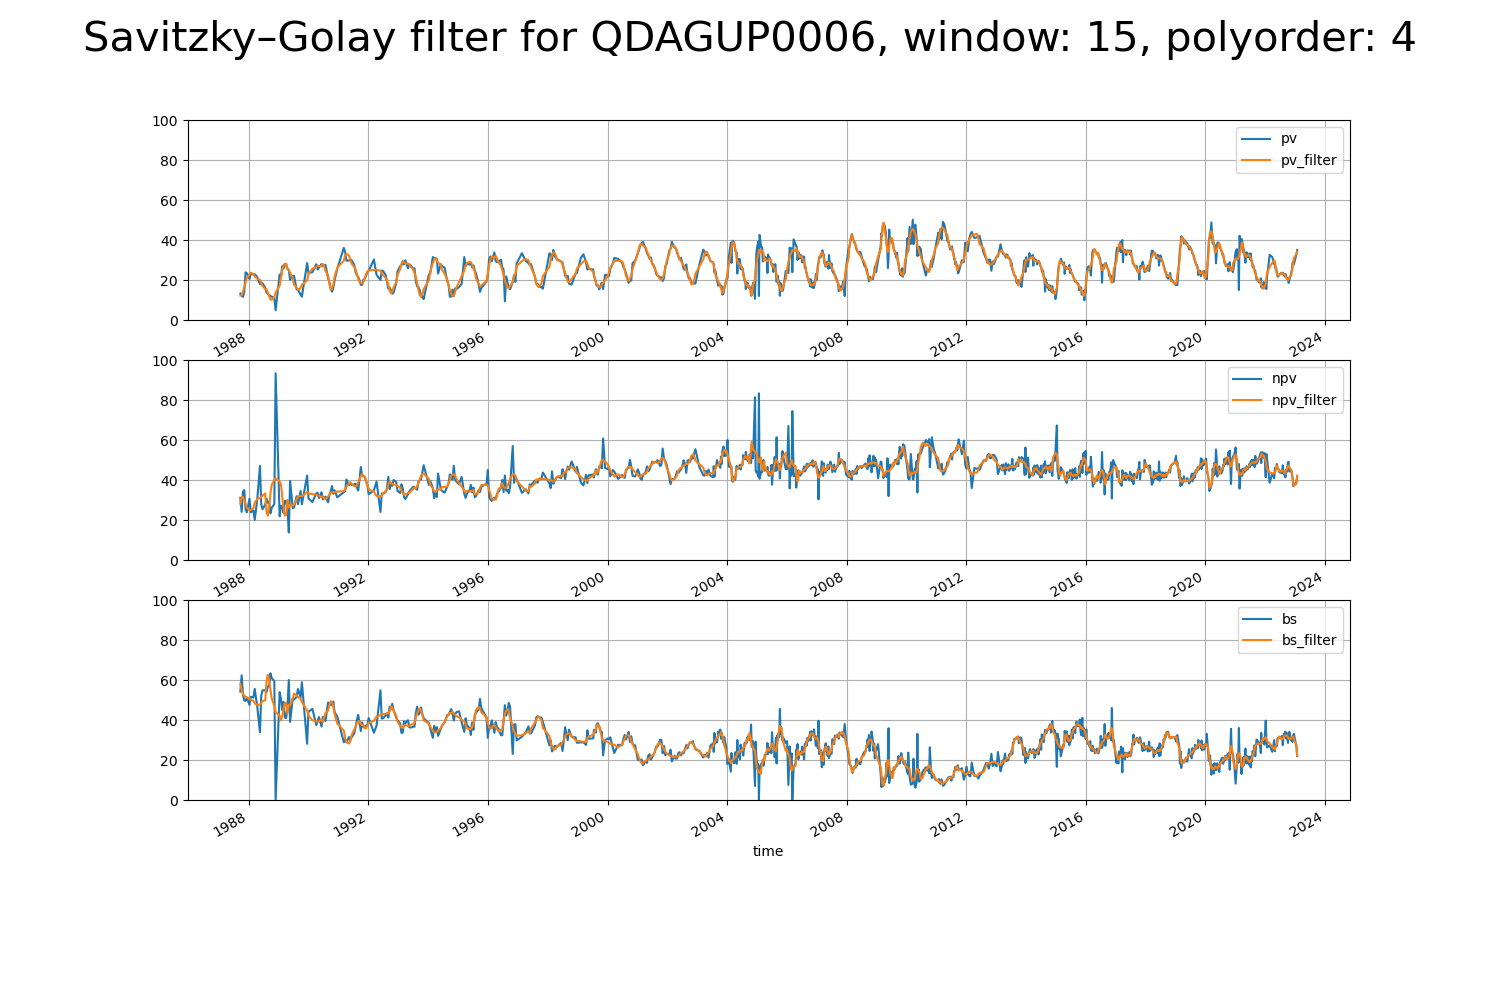 Savitzky–Golay filter for QDAGUP0006, window: 15, polyorder: 4
100
80
60
40
20
0
pv
pv_filter
1988 1992 1996 2000 2004 2008 2012 2016 2020 2024
100
80
60
40
20
0
npv
npv_filter
1988 1992 1996 2000 2004 2008 2012 2016 2020 2024
100
80
60
40
20
0
bs
bs_filter
1988 1992 1996 2000 2004 2008 2012 2016 2020 2024
time